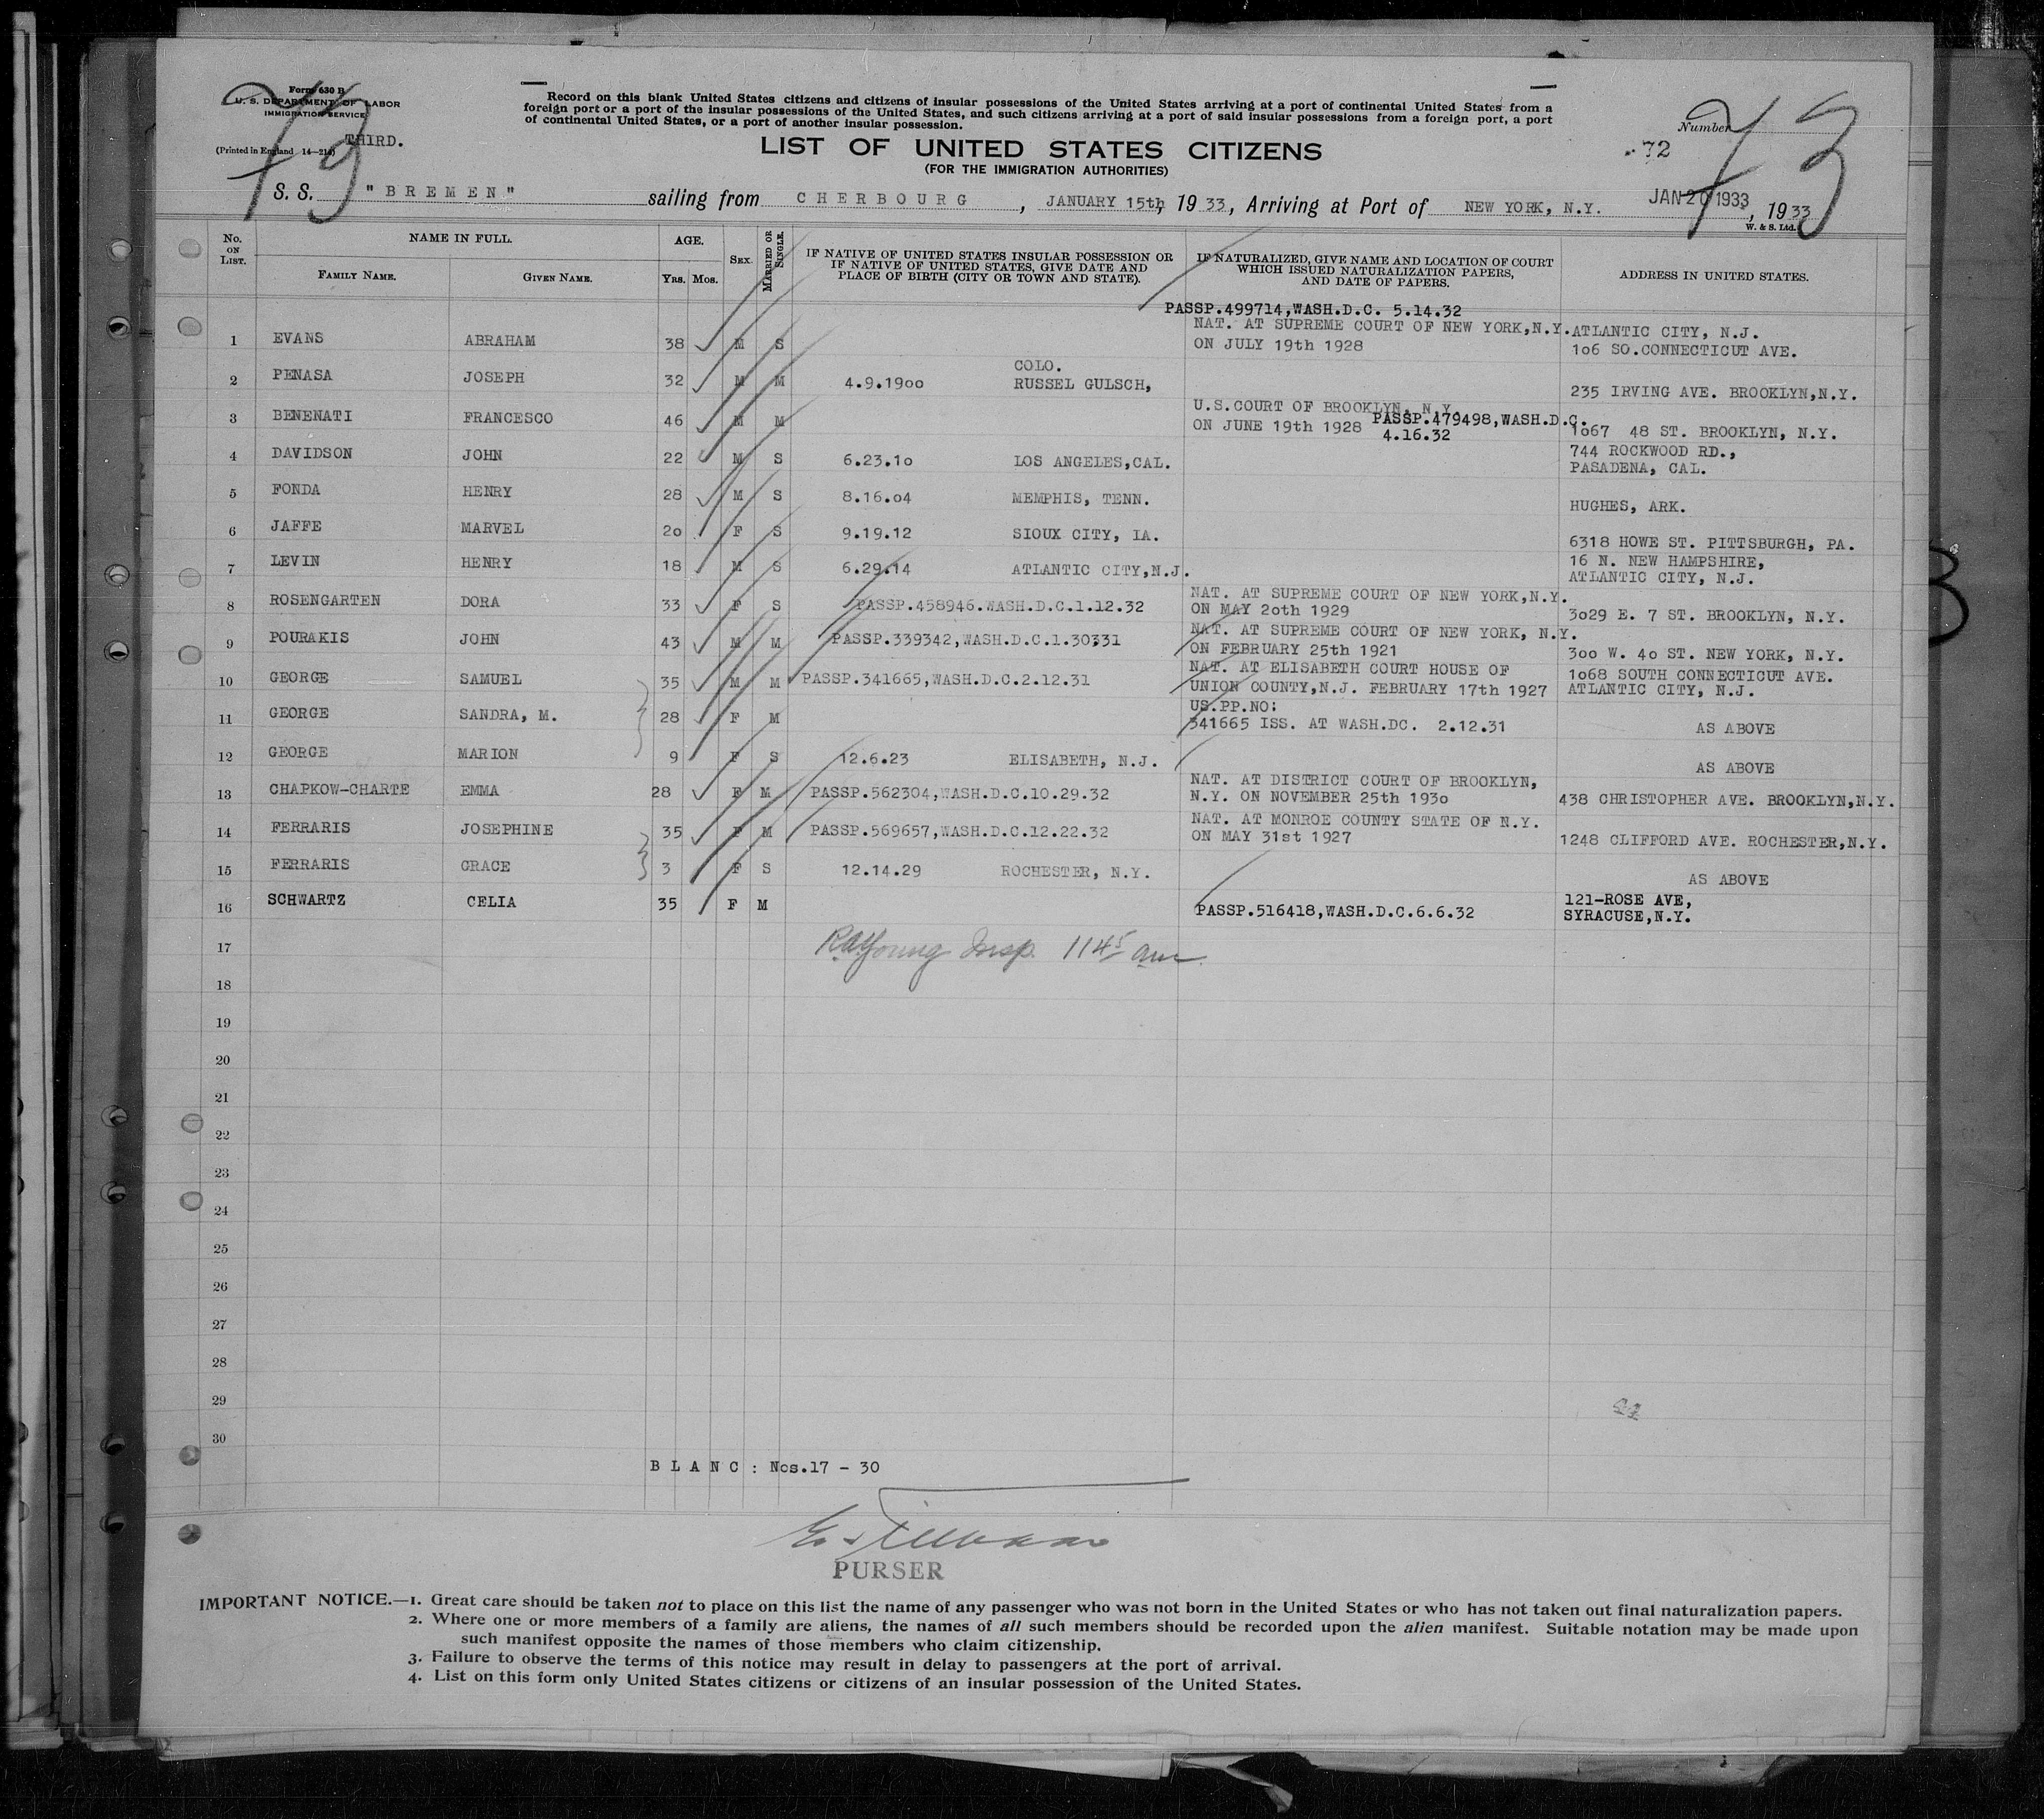 Form 630 B
U. S. DEPARTMENT OF LABOR
IMMIGRATION SERVICE
THIRD.
(Printed in England 14—214)
79
Record on this blank United States citizens and citizens of insular possessions of the United States arriving at a port of continental United States from a
foreign port or a port of the insular possessions of the United States, and such citizens arriving at a port of said insular possessions from a foreign port, a port
of continental United States, or a port of another insular possession.
Number
72
73
LIST OF UNITED STATES CITIZENS
(FOR THE IMMIGRATION AUTHORITIES)
S. S. "BREMEN" sailing from CHERBOURG, JANUARY 15th, 1933, Arriving at Port of NEW YORK, N.Y. JAN 20 1933, 1933
W. & S. Ltd.
No. ON LIST. NAME IN FULL. FAMILY NAME. GIVEN NAME. AGE. Yrs. Mos. SEX. MARRIED OR SINGLE. IF NATIVE OF UNITED STATES INSULAR POSSESSION OR IF NATIVE OF UNITED STATES, GIVE DATE AND PLACE OF BIRTH (CITY OR TOWN AND STATE). IF NATURALIZED, GIVE NAME AND LOCATION OF COURT WHICH ISSUED NATURALIZATION PAPERS, AND DATE OF PAPERS. ADDRESS IN UNITED STATES.
PASSP.499714,WASH.D.C. 5.14.32
1 EVANS ABRAHAM 38 M S NAT. AT SUPREME COURT OF NEW YORK,N.Y. ATLANTIC CITY, N.J.
ON JULY 19th 1928 106 SO.CONNECTICUT AVE.
COLO.
2 PENASA JOSEPH 32 M M 4.9.1900 RUSSEL GULSCH, 235 IRVING AVE. BROOKLYN,N.Y.
3 BENENATI FRANCESCO 46 M M U.S.COURT OF BROOKLYN, N.Y.
ON JUNE 19th 1928 PASSP.479498,WASH.D.C.
4.16.32 1067 48 ST. BROOKLYN, N.Y.
4 DAVIDSON JOHN 22 M S 6.23.10 LOS ANGELES,CAL. 744 ROCKWOOD RD.,
PASADENA, CAL.
5 FONDA HENRY 28 M S 8.16.04 MEMPHIS, TENN. HUGHES, ARK.
6 JAFFE MARVEL 20 F S 9.19.12 SIOUX CITY, IA. 6318 HOWE ST. PITTSBURGH, PA.
7 LEVIN HENRY 18 M S 6.29.14 ATLANTIC CITY,N.J. 16 N. NEW HAMPSHIRE,
ATLANTIC CITY, N.J.
8 ROSENGARTEN DORA 33 F S PASSP.458946.WASH.D.C.1.12.32 NAT. AT SUPREME COURT OF NEW YORK,N.Y.
ON MAY 20th 1929 3029 E. 7 ST. BROOKLYN, N.Y.
9 POURAKIS JOHN 43 M M PASSP.339342,WASH.D.C.1.30331 NAT. AT SUPREME COURT OF NEW YORK, N.Y.
ON FEBRUARY 25th 1921 300 W. 40 ST. NEW YORK, N.Y.
10 GEORGE SAMUEL 35 M M PASSP.341665,WASH.D.C.2.12.31 NAT. AT ELISABETH COURT HOUSE OF 1068 SOUTH CONNECTICUT AVE.
UNION COUNTY,N.J. FEBRUARY 17th 1927 ATLANTIC CITY, N.J.
11 GEORGE SANDRA, M. 28 F M US.PP.NO:
341665 ISS. AT WASH.DC. 2.12.31 AS ABOVE
12 GEORGE MARION 9 F S 12.6.23 ELISABETH, N.J. AS ABOVE
13 CHAPKOW-CHARTE EMMA 28 F M PASSP.562304,WASH.D.C.10.29.32 NAT. AT DISTRICT COURT OF BROOKLYN,
N.Y. ON NOVEMBER 25th 1930 438 CHRISTOPHER AVE. BROOKLYN,N.Y.
14 FERRARIS JOSEPHINE 35 F M PASSP.569657,WASH.D.C.12.22.32 NAT. AT MONROE COUNTY STATE OF N.Y.
ON MAY 31st 1927 1248 CLIFFORD AVE. ROCHESTER,N.Y.
15 FERRARIS GRACE 3 F S 12.14.29 ROCHESTER, N.Y. AS ABOVE
16 SCHWARTZ CELIA 35 F M PASSP.516418,WASH.D.C.6.6.32 121-ROSE AVE,
SYRACUSE,N.Y.
17 Young Insp. 1145 am
18
19
20
21
22
23
24
25
26
27
28
29
30
BLANC: Nos.17 - 30
PURSER
IMPORTANT NOTICE.—1. Great care should be taken not to place on this list the name of any passenger who was not born in the United States or who has not taken out final naturalization papers.
2. Where one or more members of a family are aliens, the names of all such members should be recorded upon the alien manifest. Suitable notation may be made upon
such manifest opposite the names of those members who claim citizenship.
3. Failure to observe the terms of this notice may result in delay to passengers at the port of arrival.
4. List on this form only United States citizens or citizens of an insular possession of the United States.